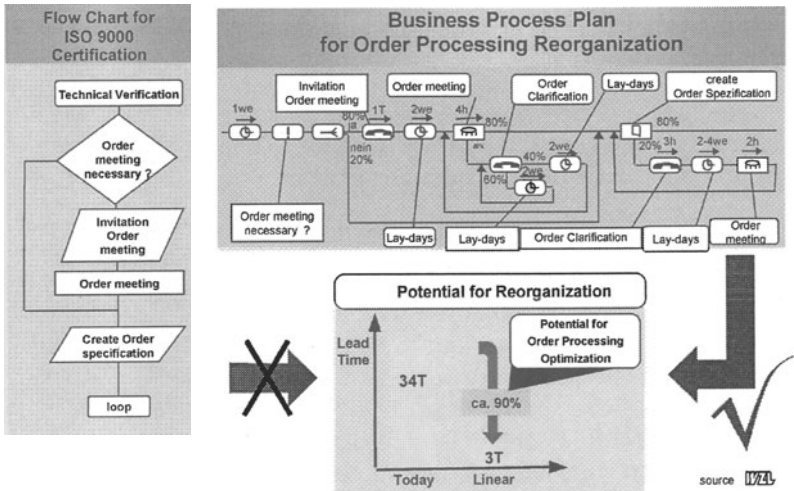 Flow Chart for
ISO 9000
Certification
Technical Verification
Order
meeting
necessary ?
Invitation
Order
meeting
Order meeting
Create Order
specification
loop
Business Process Plan
for Order Processing Reorganization
Invitation
Order meeting
Order meeting
Order
Clarification
Lay-days
create
Order Spezification
1we
80%
ja
1T
2we
4h
80%
2we
80%
nein
20%
40%
60%
2we
20%
3h
2-4we
2h
Order meeting
necessary ?
Lay-days
Lay-days
Order Clarification
Lay-days
Order
meeting
Potential for Reorganization
Lead
Time
Potential for
Order Processing
Optimization
34T
ca. 90%
3T
Today
Linear
source WZL